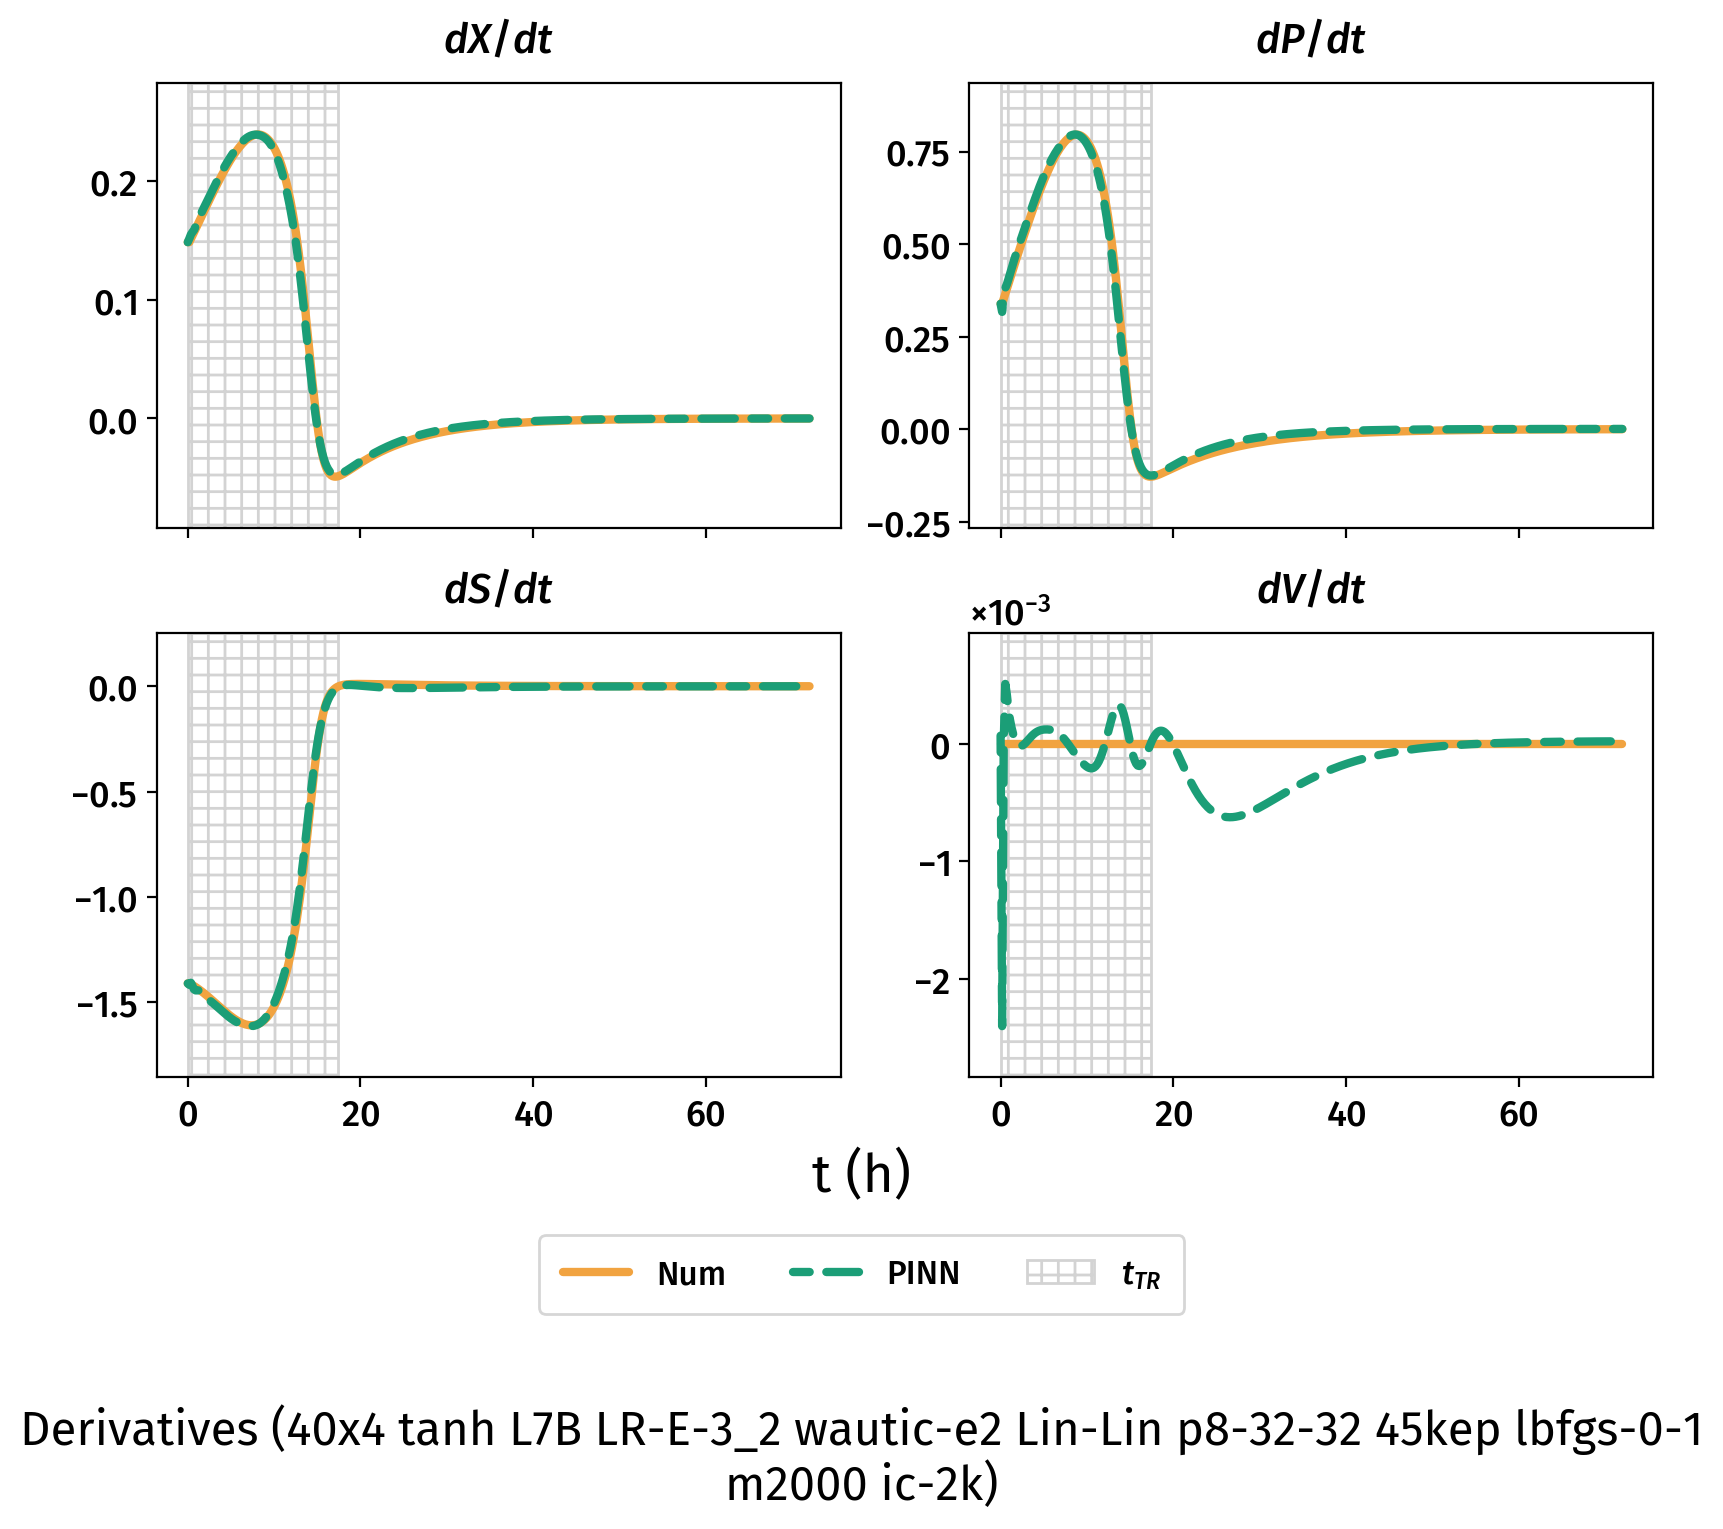 dX/dt
dP/dt
0.2
0.1
0.0
0.75
0.50
0.25
0.00
−0.25
dS/dt
dV/dt
×10⁻³
0.0
−0.5
−1.0
−1.5
0
−1
−2
0 20 40 60
0 20 40 60
t (h)
Num PINN t_TR
Derivatives (40x4 tanh L7B LR-E-3_2 wautic-e2 Lin-Lin p8-32-32 45kep lbfgs-0-1
m2000 ic-2k)